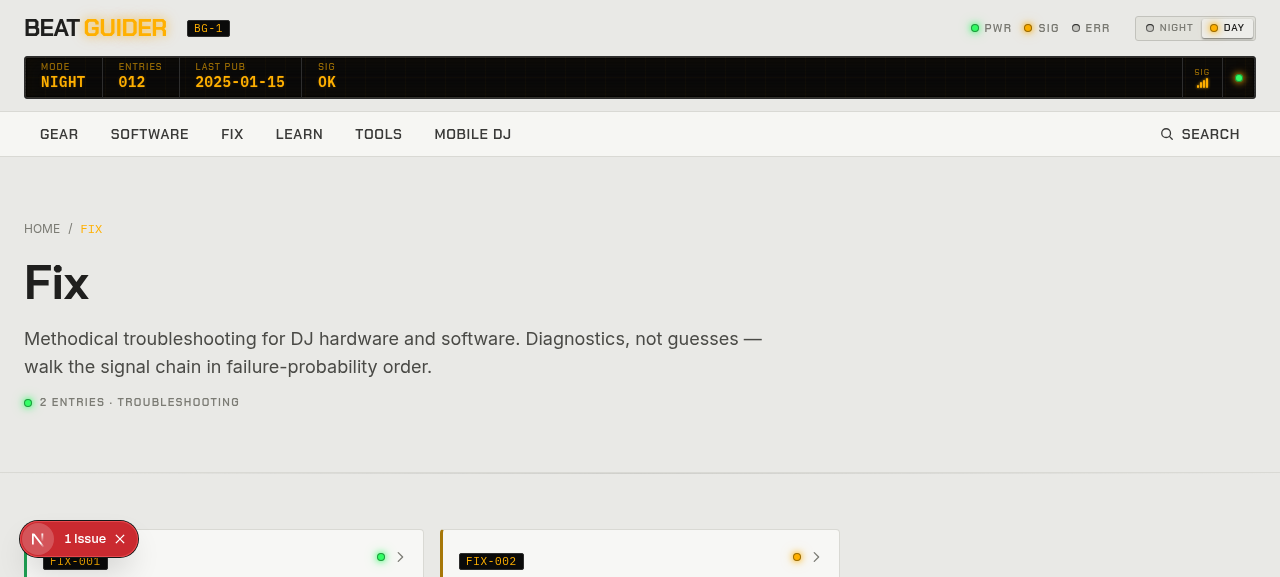 BEAT GUIDER BG-1 PWR SIG ERR NIGHT DAY
MODE ENTRIES LAST PUB SIG SIG
NIGHT 012 2025-01-15 OK
GEAR SOFTWARE FIX LEARN TOOLS MOBILE DJ SEARCH
HOME / FIX
Fix
Methodical troubleshooting for DJ hardware and software. Diagnostics, not guesses —
walk the signal chain in failure-probability order.
2 ENTRIES · TROUBLESHOOTING
N 1 Issue
FIX-001 FIX-002